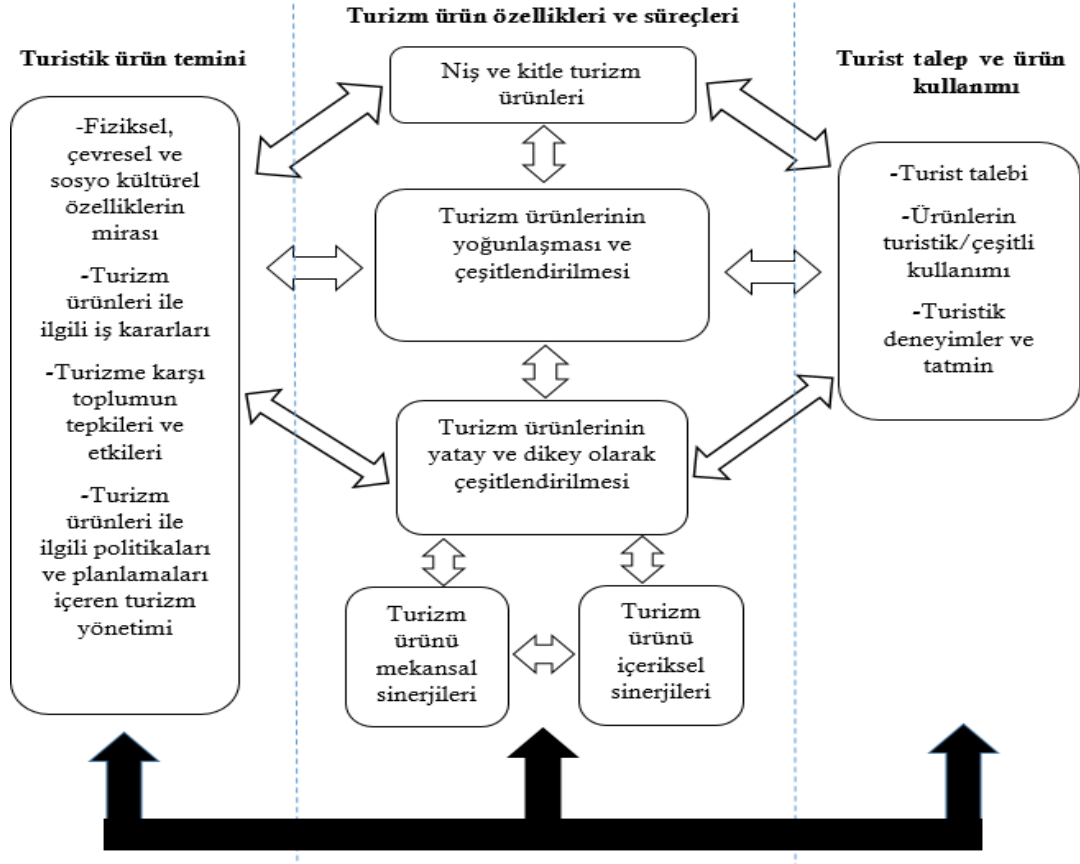 Turizm ürün özellikleri ve süreçleri
Turistik ürün temini
-Fiziksel,
çevresel ve
sosyo kültürel
özelliklerin
mirası
-Turizm
ürünleri ile
ilgili iş kararları
-Turizme karşı
toplumun
tepkileri ve
etkileri
-Turizm
ürünleri ile
ilgili politikaları
ve planlamaları
içeren turizm
yönetimi
Niş ve kitle turizm
ürünleri
Turizm ürünlerinin
yoğunlaşması ve
çeşitlendirilmesi
Turizm ürünlerinin
yatay ve dikey olarak
çeşitlendirilmesi
Turizm
ürünü
mekansal
sinerjileri
Turizm
ürünü
içeriksel
sinerjileri
Turist talep ve ürün
kullanımı
-Turist talebi
-Ürünlerin
turistik/çeşitli
kullanımı
-Turistik
deneyimler ve
tatmin